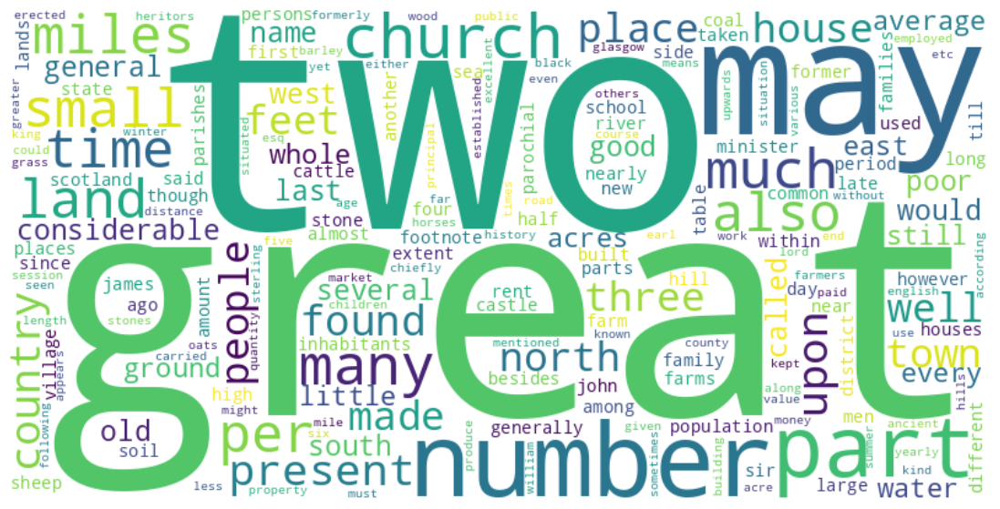 erected
heritors
persons
formerly
wood
public
miles
name
church
place
coal
taken
house
average
lands
first
barley
yet
either
sea
excellent
black
even
glasgow
side
means
employed
etc
general
two
may
greater
state
small
parishes
west
feet
another
others
school
river
good
upwards
situation
various
former
families
used
till
king
could
winter
grass
time
situated
esq
whole
cattle
principal
established
parochial
course
nearly
new
minister
east
period
long
scotland
said
though
land
distance
last
age
stone
almost
four
horses
far
road
times
half
table
much
common
late
without
poor
also
would
considerable
footnote
history
acres
earl
work
within
end
still
places
since
session
seen
great
people
five
sterling
extent
chiefly
built
parts
hill
lord
called
day
paid
farmers
near
however
english
according
james
ago
stones
amount
market
several
children
rent
castle
three
well
country
length
village
appears
oats
carried
quantity
found
inhabitants
mentioned
farm
known
county
kept
upon
district
use
houses
town
ground
many
north
besides
family
farms
john
along
value
every
following
high
might
little
among
hills
old
soil
per
mile
six
made
generally
given
population
money
men
ancient
different
sheep
less
south
property
present
must
produce
number
william
sometimes
building
acre
sir
part
large
summer
yearly
kind
water